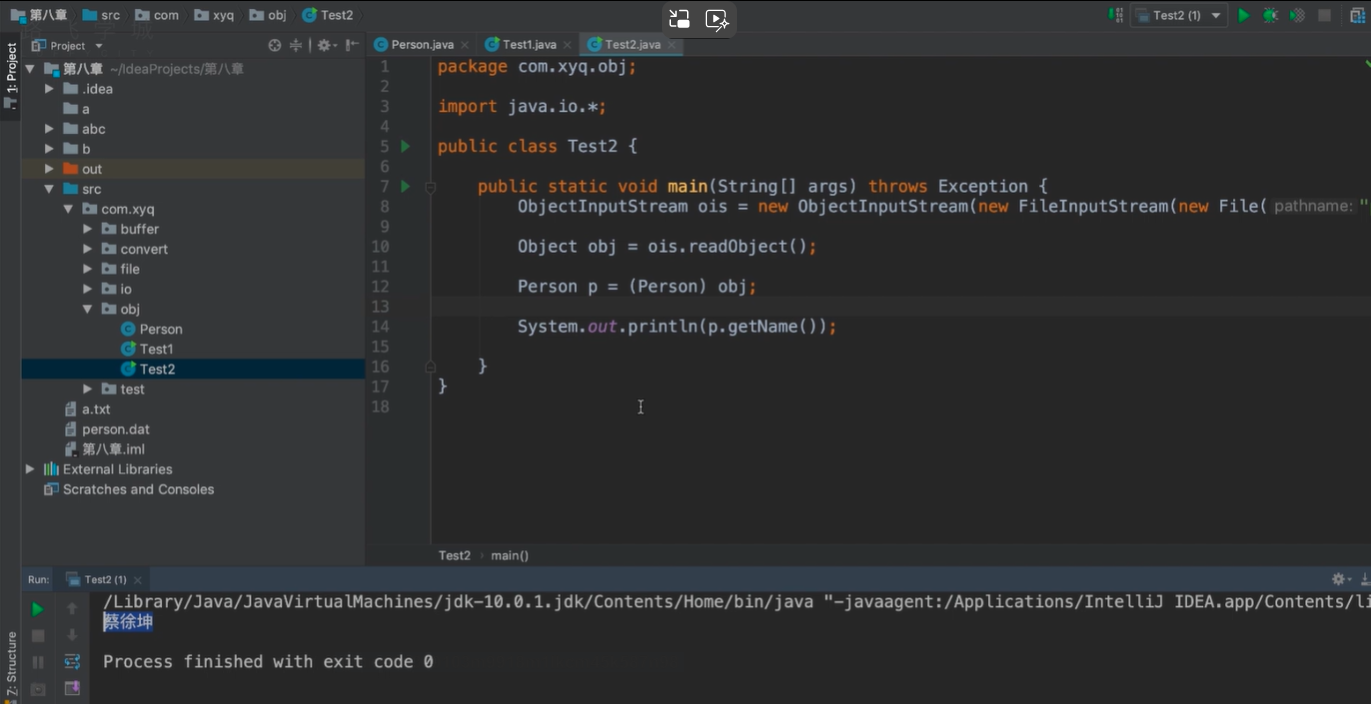 第八章 src com xyq obj Test2
Test2 (1)
1: Project
Project
Person.java Test1.java Test2.java
第八章 ~/IdeaProjects/第八章
.idea
a
abc
b
out
src
com.xyq
buffer
convert
file
io
obj
Person
Test1
Test2
test
a.txt
person.dat
第八章.iml
External Libraries
Scratches and Consoles
1 package com.xyq.obj;
2
3 import java.io.*;
4
5 public class Test2 {
6
7 public static void main(String[] args) throws Exception {
8 ObjectInputStream ois = new ObjectInputStream(new FileInputStream(new File( pathname: "
9
10 Object obj = ois.readObject();
11
12 Person p = (Person) obj;
13
14 System.out.println(p.getName());
15
16 }
17 }
18
Test2 › main()
Run: Test2 (1)
/Library/Java/JavaVirtualMachines/jdk-10.0.1.jdk/Contents/Home/bin/java "-javaagent:/Applications/IntelliJ IDEA.app/Contents/li
蔡徐坤
Process finished with exit code 0
Z: Structure